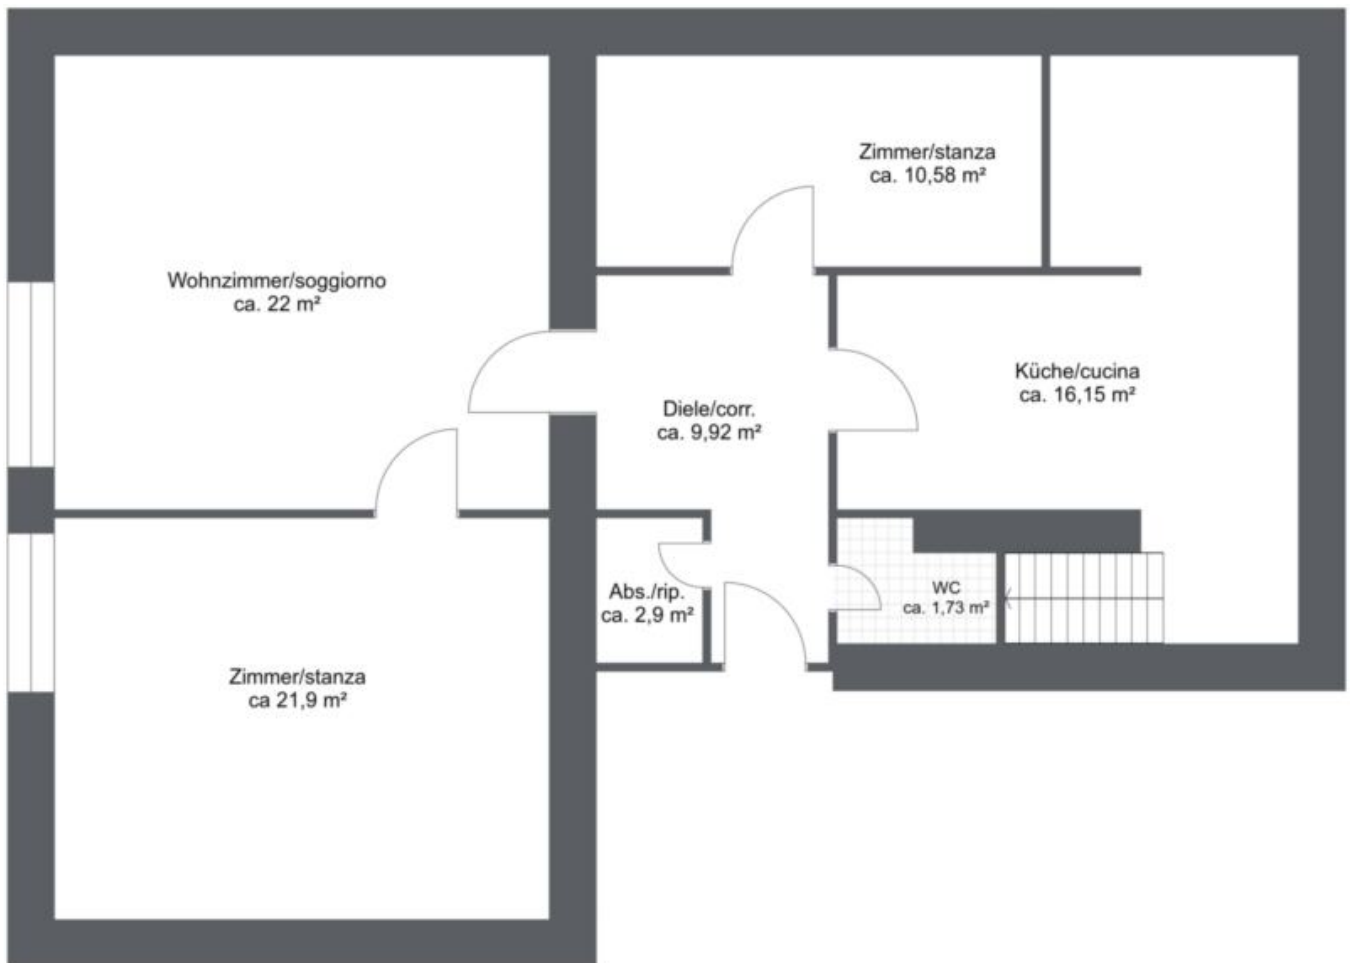 Zimmer/stanza
ca. 10,58 m²
Wohnzimmer/soggiorno
ca. 22 m²
Küche/cucina
ca. 16,15 m²
Diele/corr.
ca. 9,92 m²
Abs./rip.
ca. 2,9 m²
WC
ca. 1,73 m²
Zimmer/stanza
ca 21,9 m²